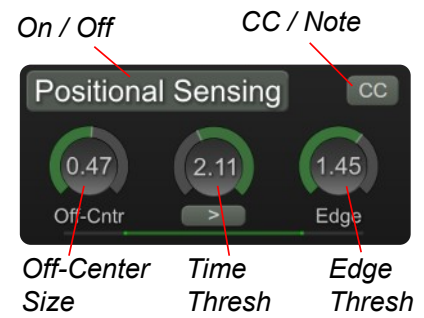 On / Off
CC / Note
Positional Sensing
CC
0.47
2.11
1.45
Off-Cntr
>
Edge
Off-Center Size
Time Thresh
Edge Thresh